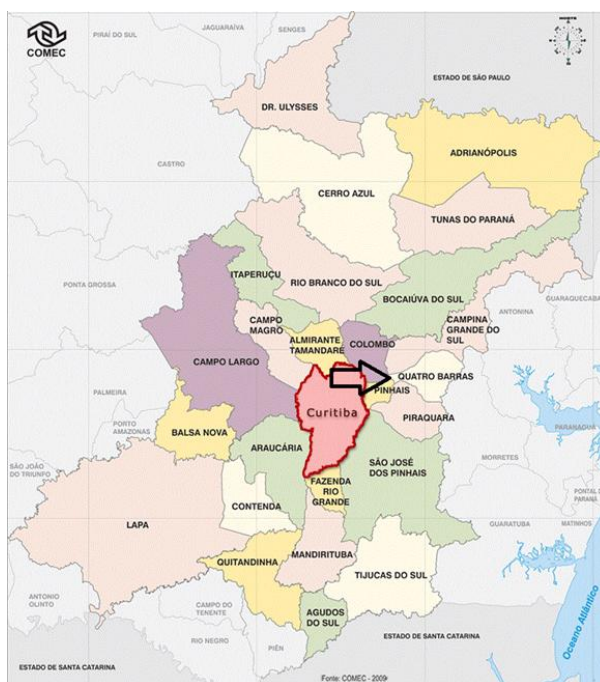 COMEC
NORTE
PIRAÍ DO SUL
JAGUARAÍVA
SENGES
ESTADO DE SÃO PAULO
DR. ULYSSES
ADRIANÓPOLIS
CASTRO
CERRO AZUL
TUNAS DO PARANÁ
ITAPERUÇU
RIO BRANCO DO SUL
PONTA GROSSA
BOCAIÚVA DO SUL
GUARAQUEÇABA
ANTONINA
CAMPO
MAGRO
CAMPINA
GRANDE DO
SUL
ALMIRANTE
TAMANDARÉ
COLOMBO
CAMPO LARGO
QUATRO BARRAS
PINHAIS
PALMEIRA
Curitiba
PIRAQUARA
PORTO
AMAZONAS
BALSA NOVA
PARANAGUÁ
ARAUCÁRIA
MORRETES
SÃO JOSÉ
DOS PINHAIS
SÃO JOÃO
DO TRIUNFO
FAZENDA
RIO
GRANDE
PONTAL DO
PARANÁ
CONTENDA
LAPA
GUARATUBA
MATINHOS
MANDIRITUBA
QUITANDINHA
TIJUCAS DO SUL
ANTONIO
OLINTO
CAMPO DO
TENENTE
AGUDOS
DO SUL
RIO NEGRO
PIÊN
ESTADO DE SANTA CATARINA
Oceano Atlântico
ESTADO DE SANTA CATARINA
Fonte: COMEC - 2009